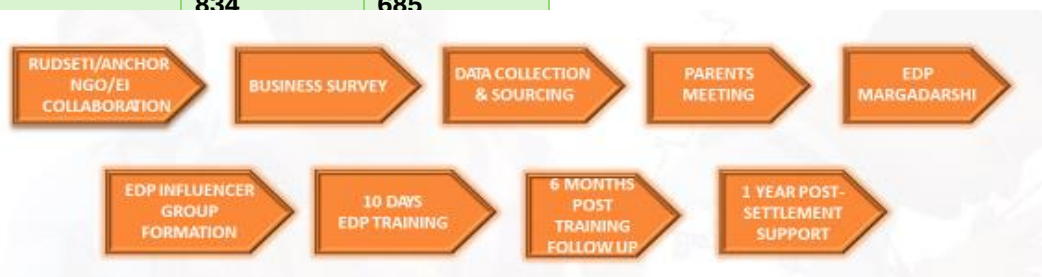 834 685
RUDSETI/ANCHOR
NGO/EI
COLLABORATION
BUSINESS SURVEY
DATA COLLECTION
& SOURCING
PARENTS
MEETING
EDP
MARGADARSHI
EDP INFLUENCER
GROUP
FORMATION
10 DAYS
EDP TRAINING
6 MONTHS
POST
TRAINING
FOLLOW UP
1 YEAR POST-
SETTLEMENT
SUPPORT